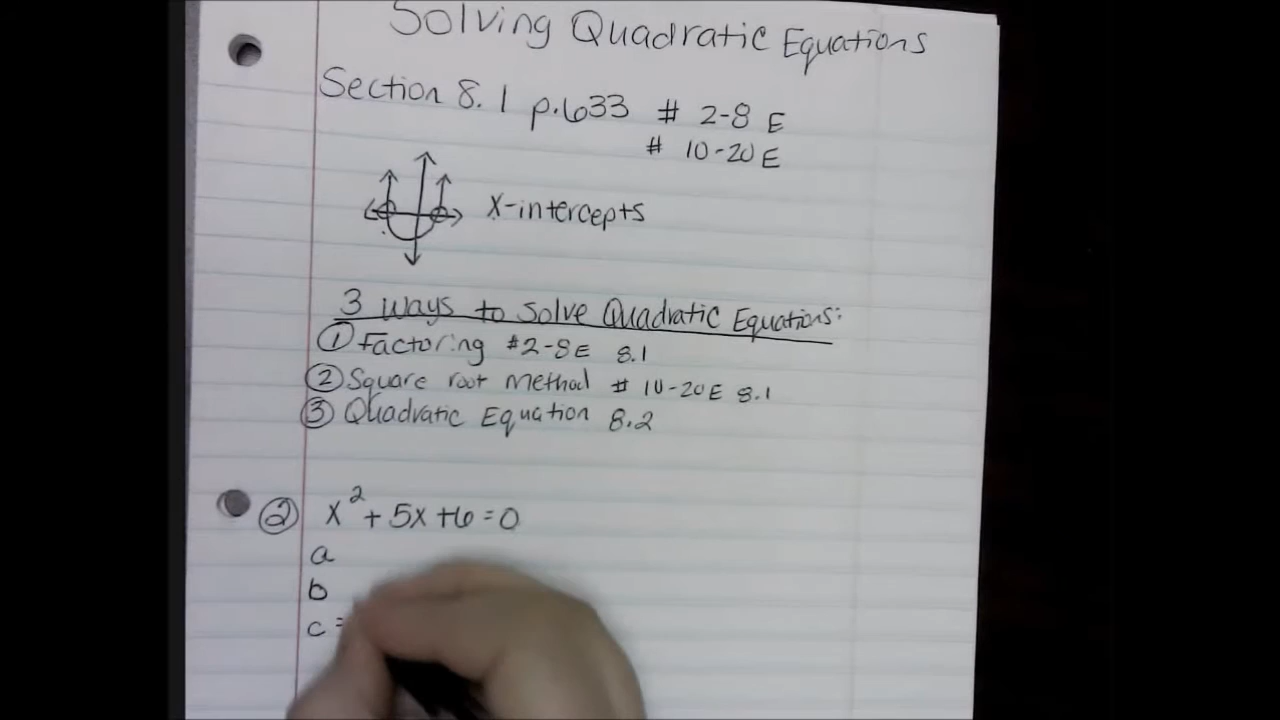 Solving Quadratic Equations
Section 8.1 p.633 # 2-8 E
# 10-20 E
X-intercepts
3 ways to Solve Quadratic Equations:
① Factoring #2-8E 8.1
② Square root method # 10-20E 8.1
③ Quadratic Equation 8.2
② x² + 5x + 6 = 0
a
b
c =